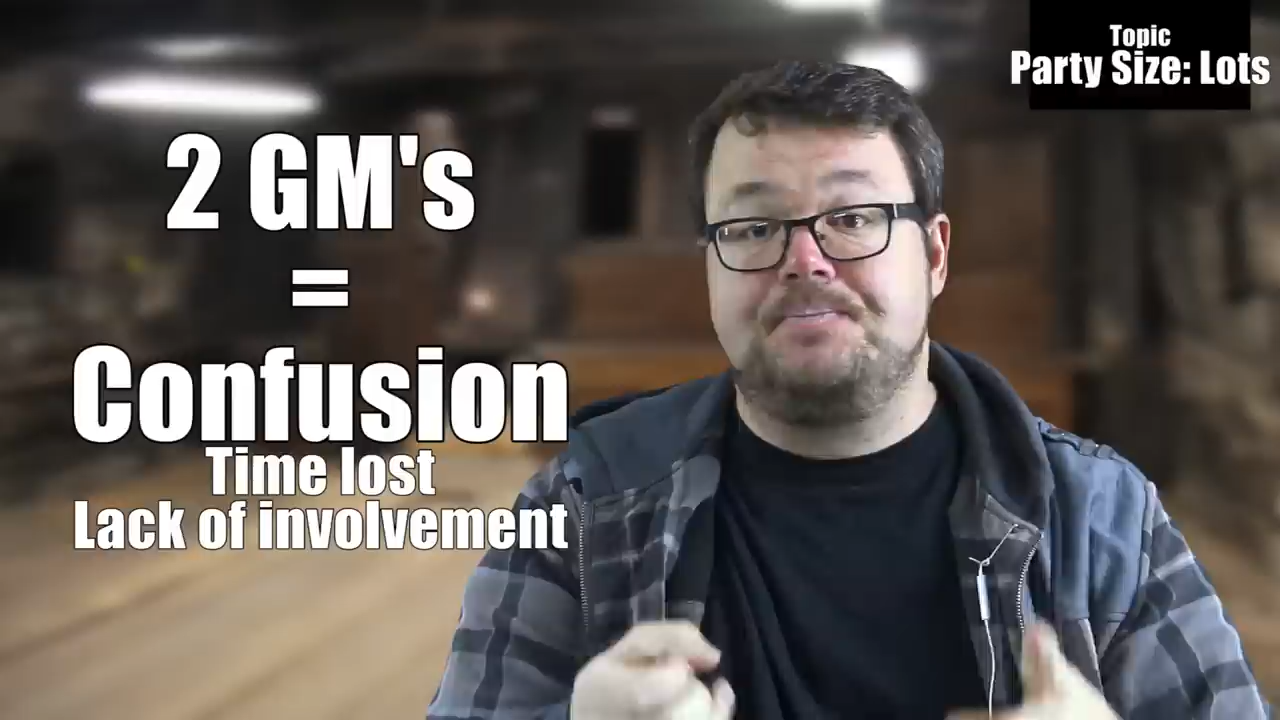 Topic
Party Size: Lots
2 GM's
=
Confusion
Time lost
Lack of involvement